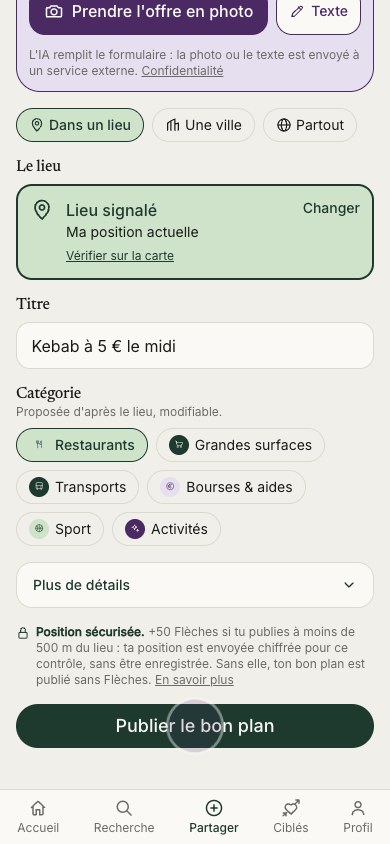 Prendre l'offre en photo
Texte
L'IA remplit le formulaire : la photo ou le texte est envoyé à
un service externe. Confidentialité
Dans un lieu
Une ville
Partout
Le lieu
Lieu signalé
Changer
Ma position actuelle
Vérifier sur la carte
Titre
Kebab à 5 € le midi
Catégorie
Proposée d'après le lieu, modifiable.
Restaurants
Grandes surfaces
Transports
Bourses & aides
Sport
Activités
Plus de détails
Position sécurisée. +50 Flèches si tu publies à moins de
500 m du lieu : ta position est envoyée chiffrée pour ce
contrôle, sans être enregistrée. Sans elle, ton bon plan est
publié sans Flèches. En savoir plus
Publier le bon plan
Accueil
Recherche
Partager
Ciblés
Profil